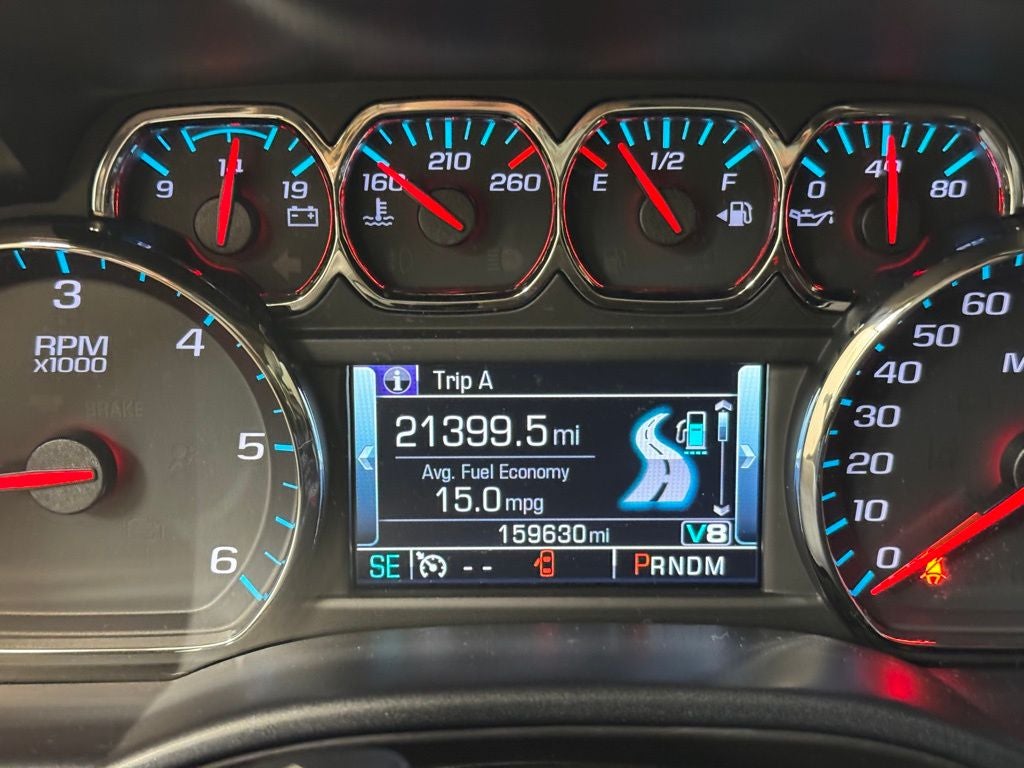 9 14 19
160 210 260
E 1/2 F
0 40 80
3
4
5
6
RPM
x1000
BRAKE
i Trip A
21399.5 mi
Avg. Fuel Economy
15.0 mpg
159630 mi V8
SE -- PRNDM
60
50
40
30
20
10
0